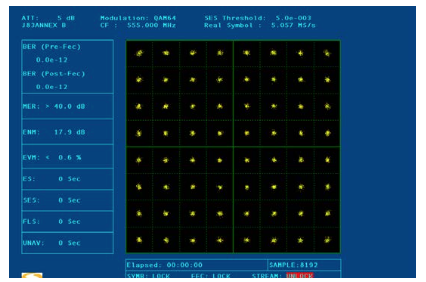 ATT: 5 dB Modulation: QAM64 SES Threshold: 5.0e-003
J83ANNEX B CF : 555.000 MHz Real Symbol : 5.057 MS/s
BER (Pre-Fec)
0.0e-12
BER (Post-Fec)
0.0e-12
MER: > 40.0 dB
ENM: 17.9 dB
EVM: < 0.6 %
ES: 0 Sec
SES: 0 Sec
FLS: 0 Sec
UNAV: 0 Sec
Elapsed: 00:00:00 SAMPLE:8192
SYMB: LOCK FEC: LOCK STREAM: UNLOCK